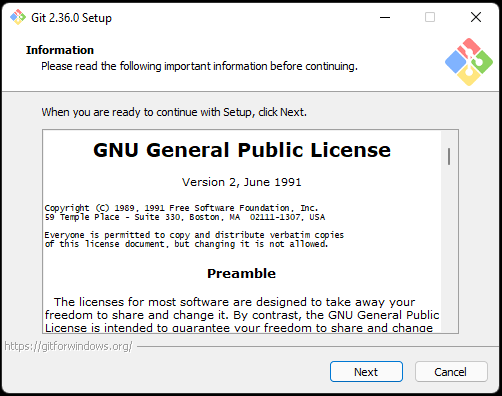 Git 2.36.0 Setup
Information
Please read the following important information before continuing.
When you are ready to continue with Setup, click Next.
GNU General Public License
Version 2, June 1991
Copyright (C) 1989, 1991 Free Software Foundation, Inc.
59 Temple Place - Suite 330, Boston, MA  02111-1307, USA
Everyone is permitted to copy and distribute verbatim copies
of this license document, but changing it is not allowed.
Preamble
The licenses for most software are designed to take away your
freedom to share and change it. By contrast, the GNU General Public
License is intended to guarantee your freedom to share and change
https://gitforwindows.org/
Next
Cancel